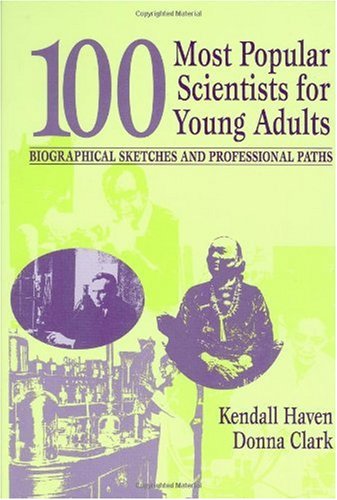 Copyrighted Material
100
Most Popular
Scientists for
Young Adults
BIOGRAPHICAL SKETCHES AND PROFESSIONAL PATHS
Kendall Haven
Donna Clark
Copyrighted Material